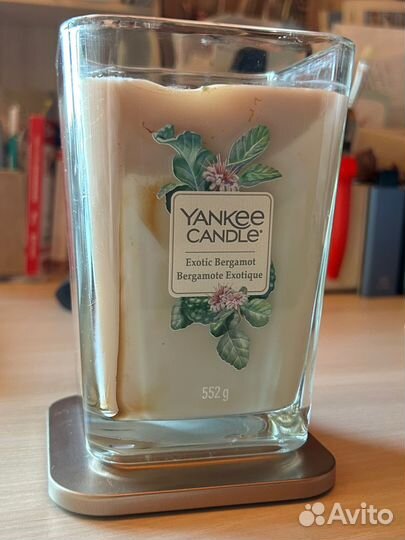 YANKEE
CANDLE®
Exotic Bergamot
Bergamote Exotique
552 g
Avito